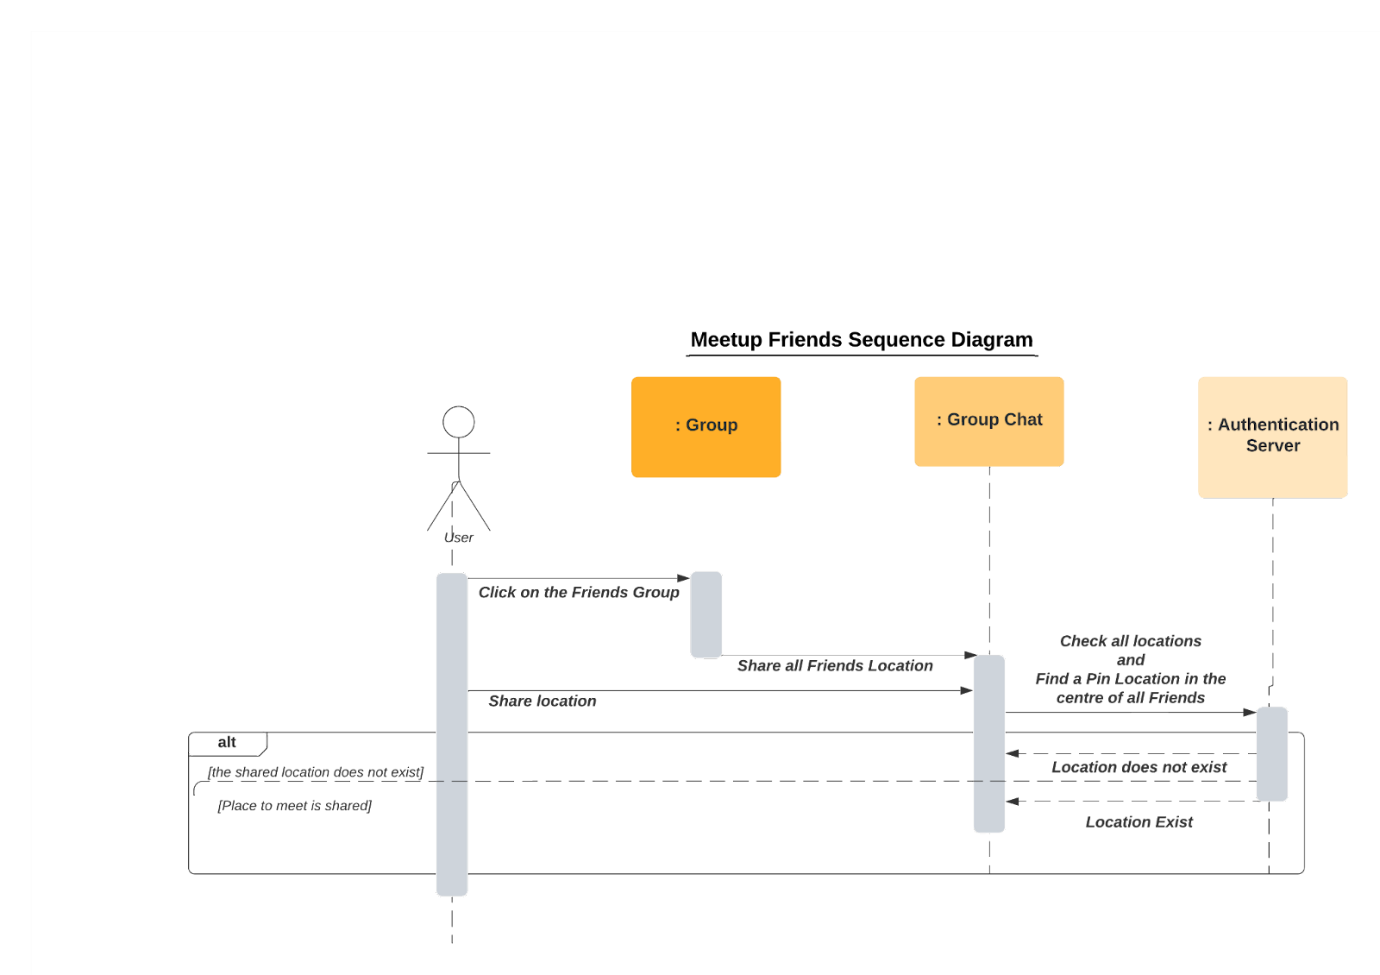 Meetup Friends Sequence Diagram
: Group
: Group Chat
: Authentication
Server
User
Click on the Friends Group
Share all Friends Location
Check all locations
and
Find a Pin Location in the
centre of all Friends
Share location
alt
[the shared location does not exist]
Location does not exist
[Place to meet is shared]
Location Exist